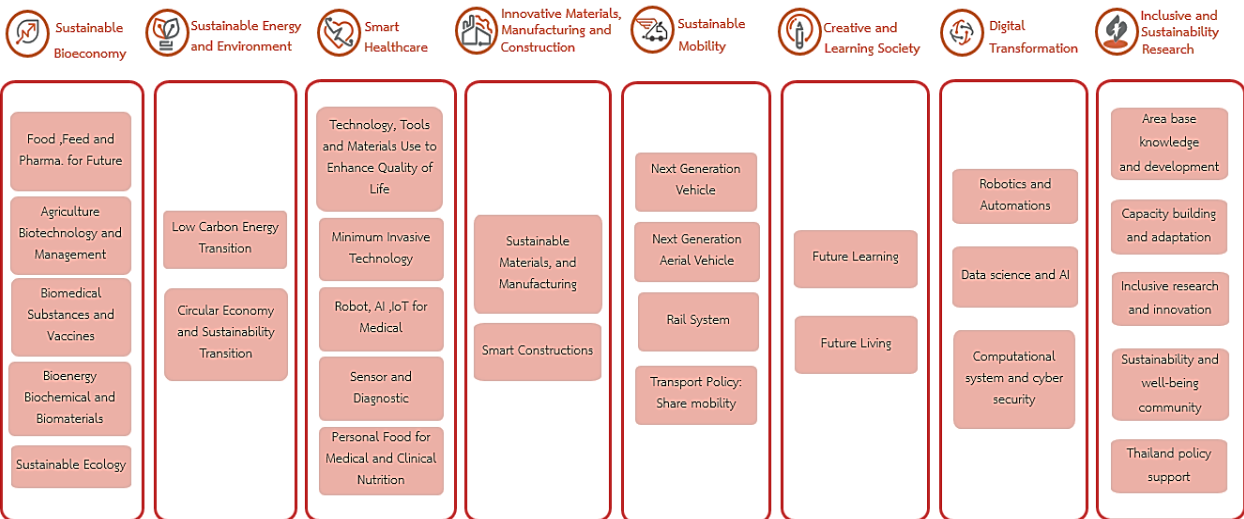 Sustainable
Bioeconomy
Food ,Feed and
Pharma. for Future
Agriculture
Biotechnology and
Management
Biomedical
Substances and
Vaccines
Bioenergy
Biochemical and
Biomaterials
Sustainable Ecology
Sustainable Energy
and Environment
Low Carbon Energy
Transition
Circular Economy
and Sustainability
Transition
Smart
Healthcare
Technology, Tools
and Materials Use to
Enhance Quality of
Life
Minimum Invasive
Technology
Robot, AI ,IoT for
Medical
Sensor and
Diagnostic
Personal Food for
Medical and Clinical
Nutrition
Innovative Materials,
Manufacturing and
Construction
Sustainable
Materials, and
Manufacturing
Smart Constructions
Sustainable
Mobility
Next Generation
Vehicle
Next Generation
Aerial Vehicle
Rail System
Transport Policy:
Share mobility
Creative and
Learning Society
Future Learning
Future Living
Digital
Transformation
Robotics and
Automations
Data science and AI
Computational
system and cyber
security
Inclusive and
Sustainability
Research
Area base
knowledge
and development
Capacity building
and adaptation
Inclusive research
and innovation
Sustainability and
well-being
community
Thailand policy
support